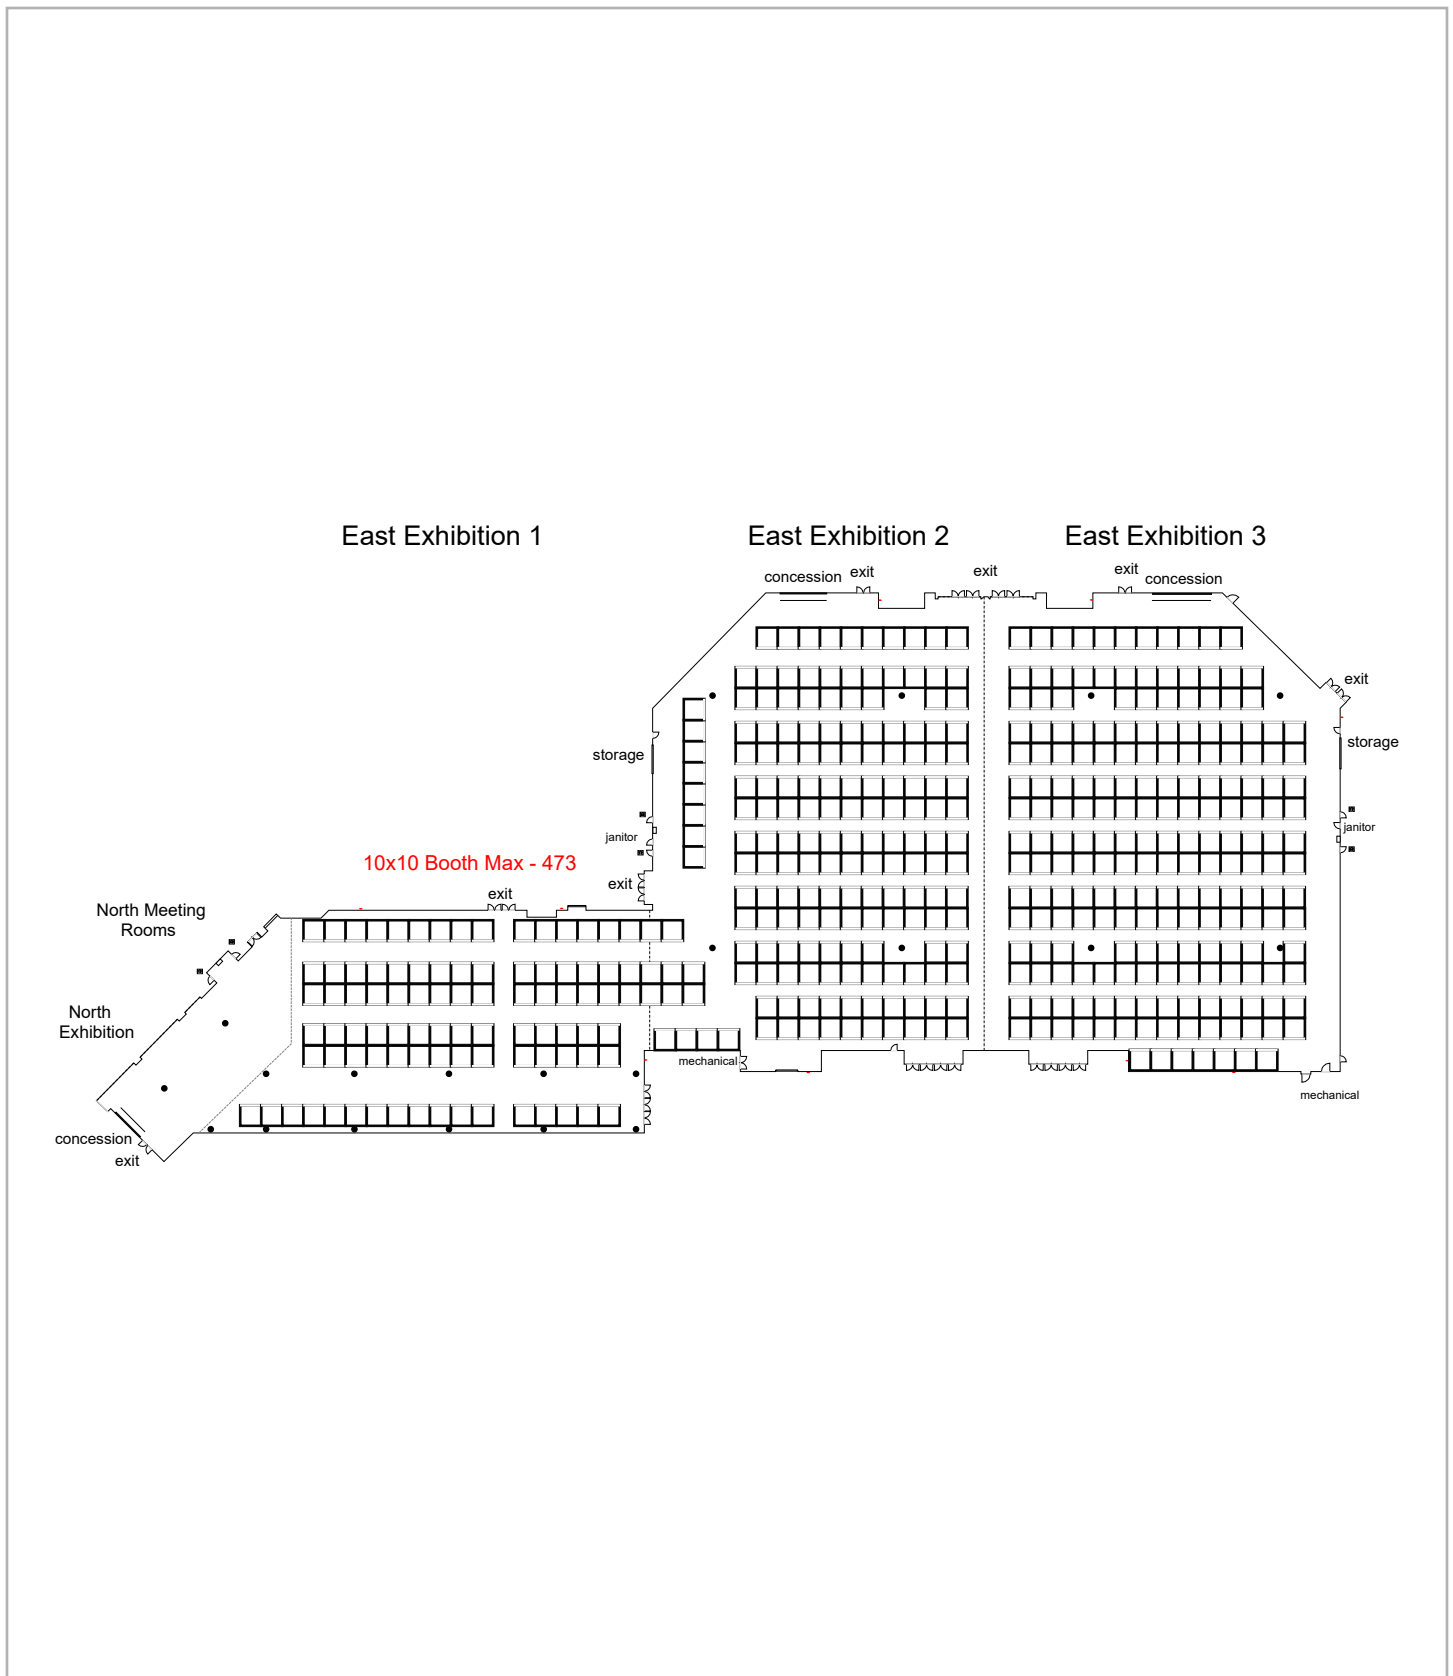 East Exhibition 1
East Exhibition 2
East Exhibition 3
concession
exit
exit
exit
concession
exit
storage
storage
janitor
janitor
10x10 Booth Max - 473
exit
exit
North Meeting
Rooms
North
Exhibition
mechanical
mechanical
concession
exit